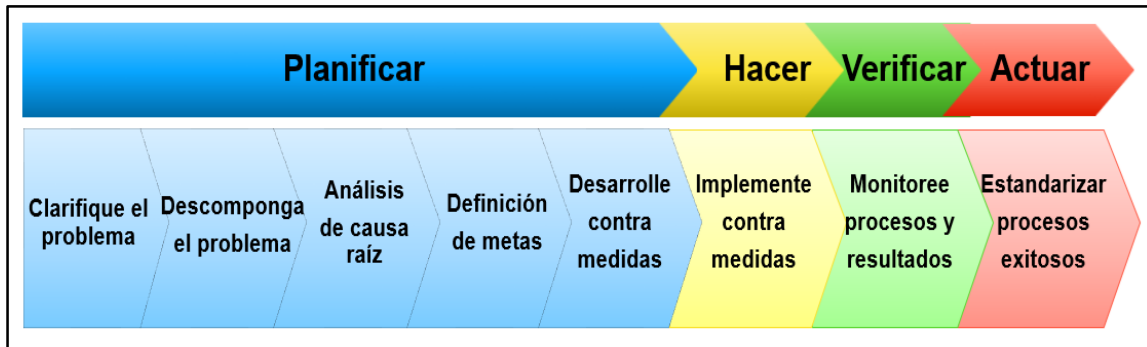 Planificar
Hacer
Verificar
Actuar
Clarifique el
problema
Descomponga
el problema
Análisis
de causa
raíz
Definición
de metas
Desarrolle
contra
medidas
Implemente
contra
medidas
Monitoree
procesos y
resultados
Estandarizar
procesos
exitosos